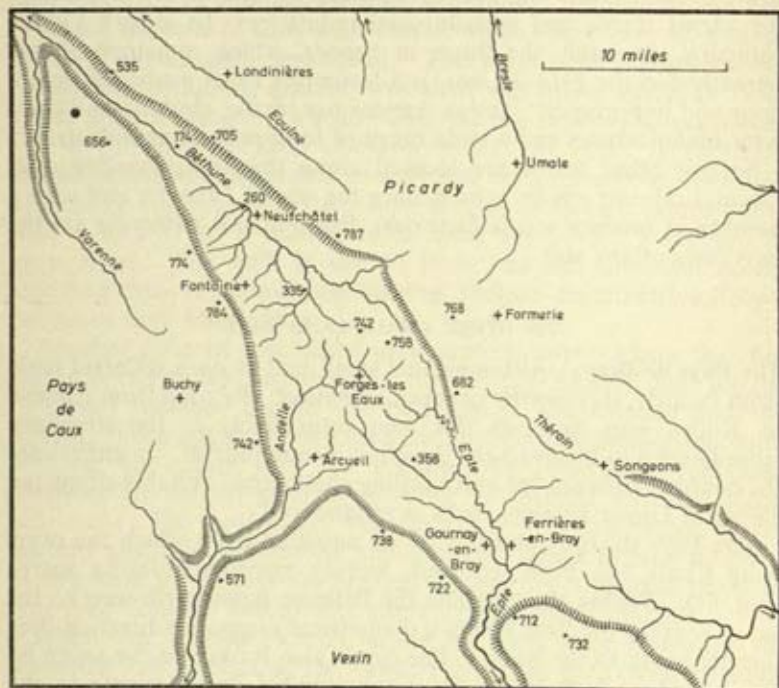 535
Londinières
10 miles
Eaulne
Bresle
656
174
705
Béthune
Picardy
Umale
260
Neufchâtel
Varenne
787
774
Fontaine
335
784
742
768
Formerie
755
Pays
de
Caux
Buchy
Forges-les
Eaux
682
Andelle
742
Arcueil
358
Epte
Thérain
Songeons
738
Gournay
-en-
Bray
Ferrières
-en-Bray
571
722
Epte
712
732
Vexin